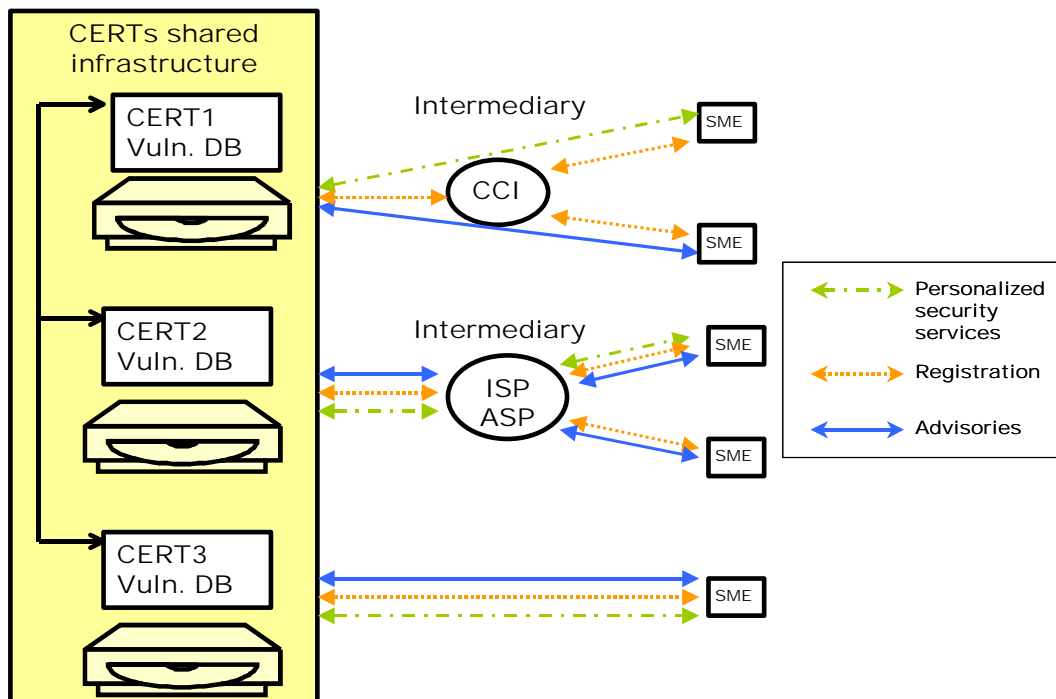 CERTs shared
infrastructure
CERT1
Vuln. DB
Intermediary
CCI
SME
SME
CERT2
Vuln. DB
Intermediary
ISP
ASP
SME
SME
CERT3
Vuln. DB
SME
Personalized
security
services
Registration
Advisories